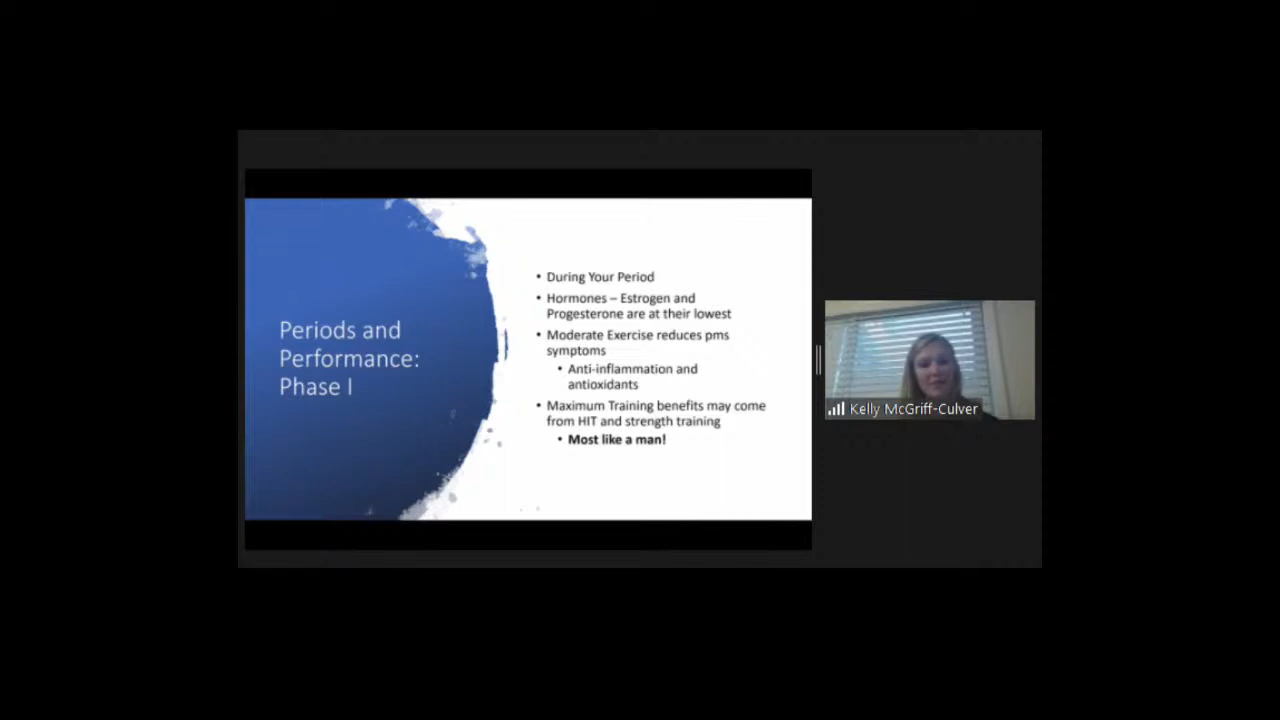 Periods and
Performance:
Phase I
• During Your Period
• Hormones – Estrogen and
Progesterone are at their lowest
• Moderate Exercise reduces pms
symptoms
• Anti-inflammation and
antioxidants
• Maximum Training benefits may come
from HIT and strength training
• Most like a man!
Kelly McGriff-Culver